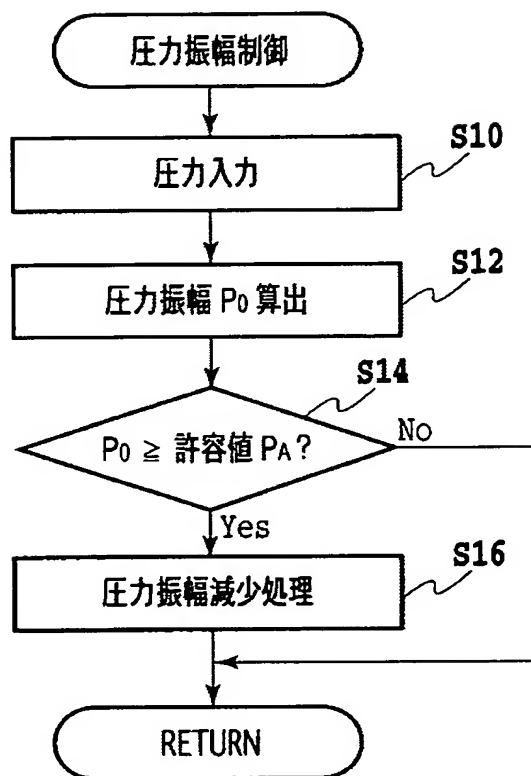 圧力振幅制御
S10
圧力入力
S12
圧力振幅 P0 算出
S14
P0 ≧ 許容値 PA?
No
Yes
S16
圧力振幅減少処理
RETURN